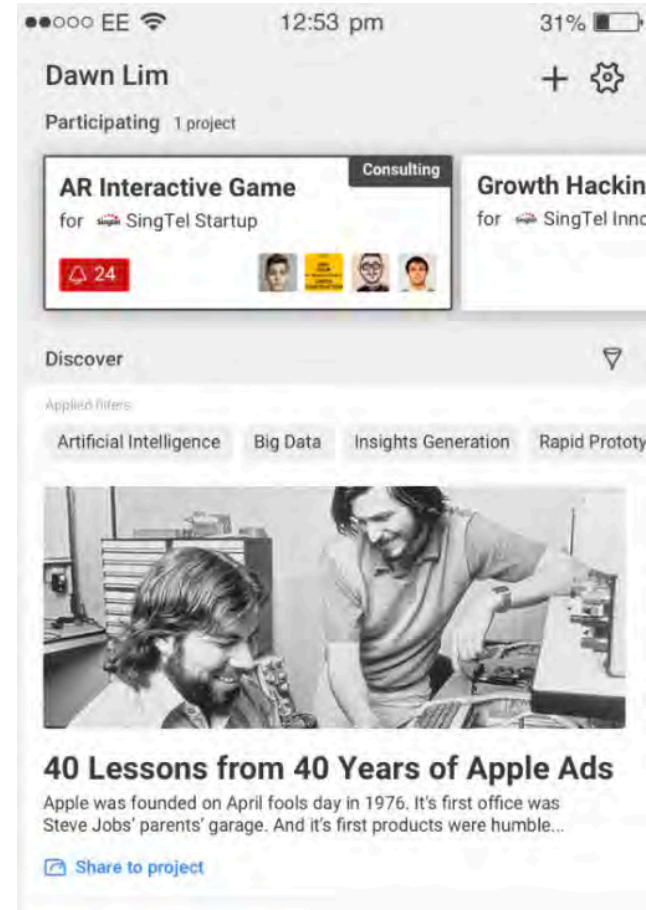 EE 12:53 pm 31%
Dawn Lim
Participating 1 project
Consulting
AR Interactive Game
for SingTel Startup
24
Growth Hackin
for SingTel Inno
Discover
Applied filters
Artificial Intelligence Big Data Insights Generation Rapid Prototy
40 Lessons from 40 Years of Apple Ads
Apple was founded on April fools day in 1976. It's first office was
Steve Jobs' parents' garage. And it's first products were humble...
Share to project